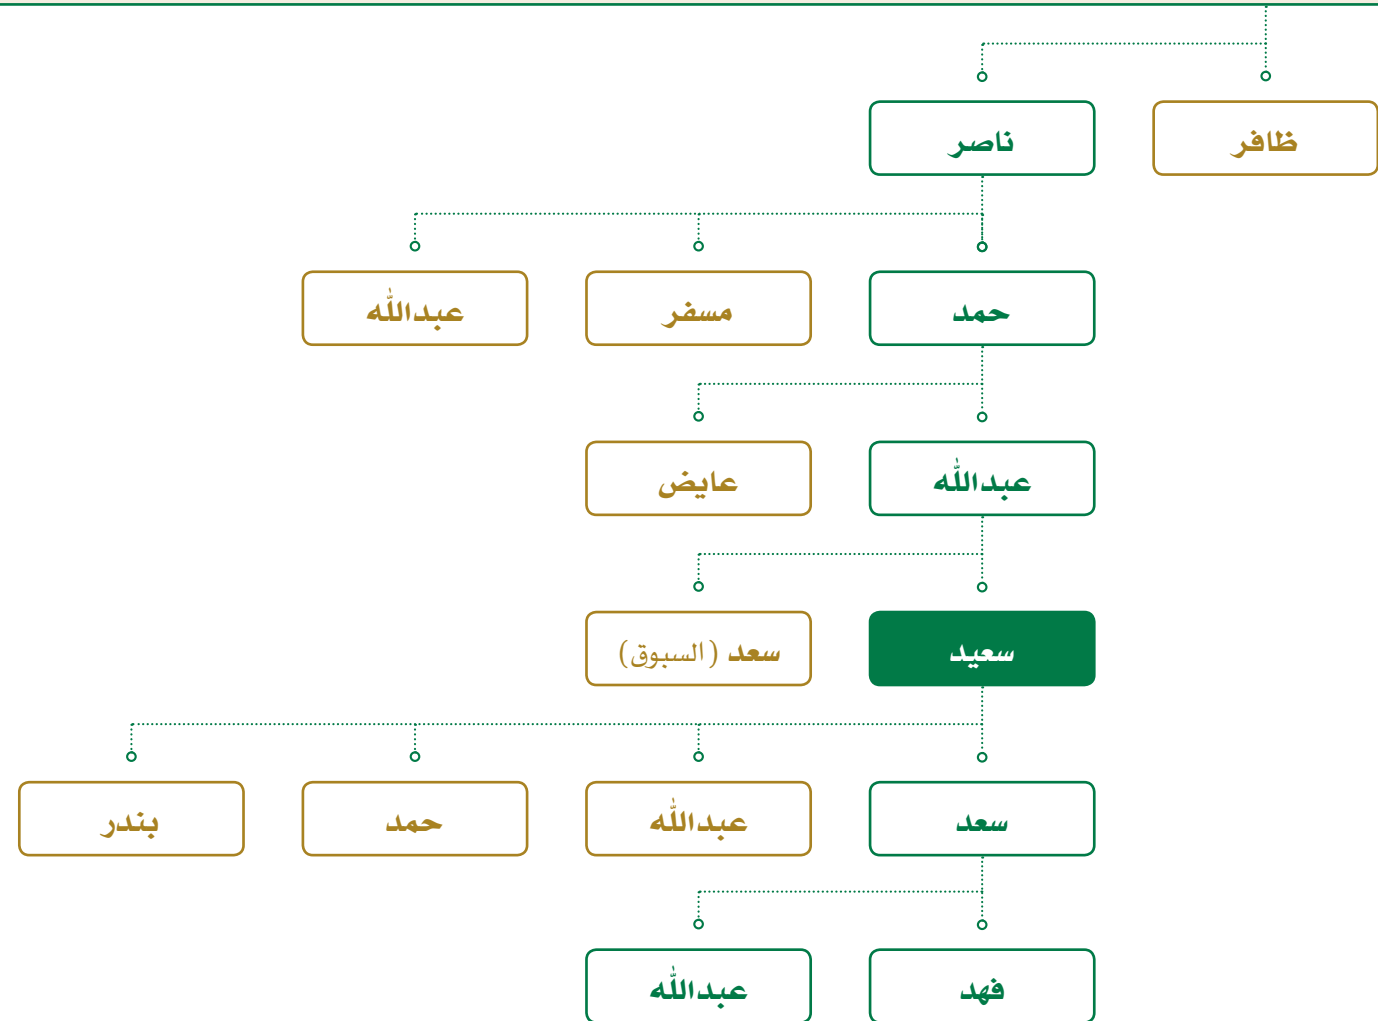 ظافر
ناصر
حمد
مسفر
عبدالله
عبدالله
عايض
سعيد
سعد (السبوق)
سعد
عبدالله
حمد
بندر
فهد
عبدالله